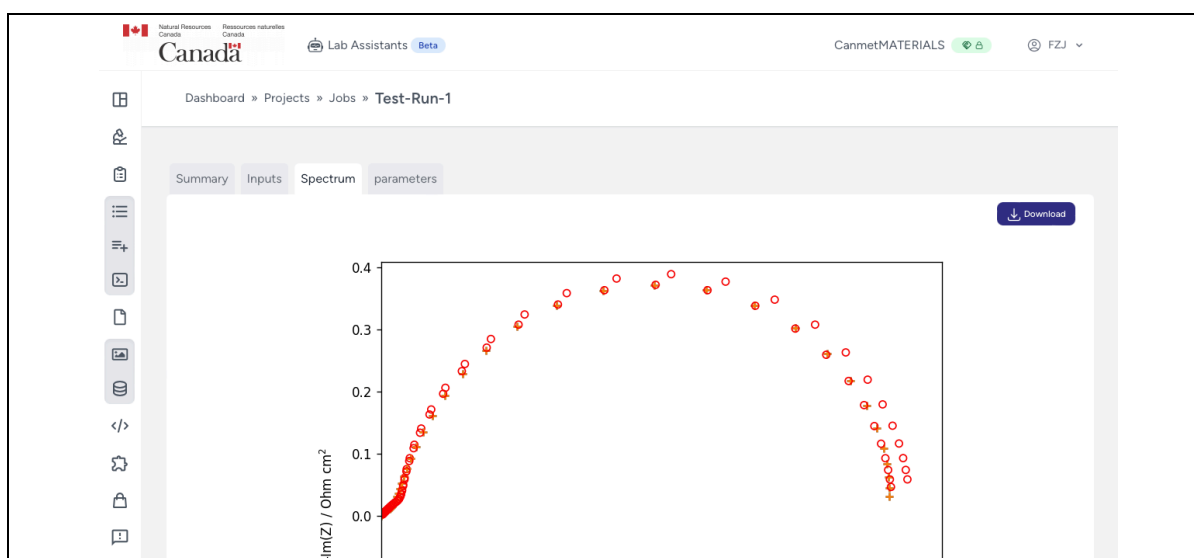 Natural Resources Canada
Ressources naturelles Canada
Canada
Lab Assistants Beta
CanmetMATERIALS
FZJ
Dashboard » Projects » Jobs » Test-Run-1
Summary
Inputs
Spectrum
parameters
Download
0.4
0.3
0.2
0.1
0.0
-Im(Z) / Ohm cm²